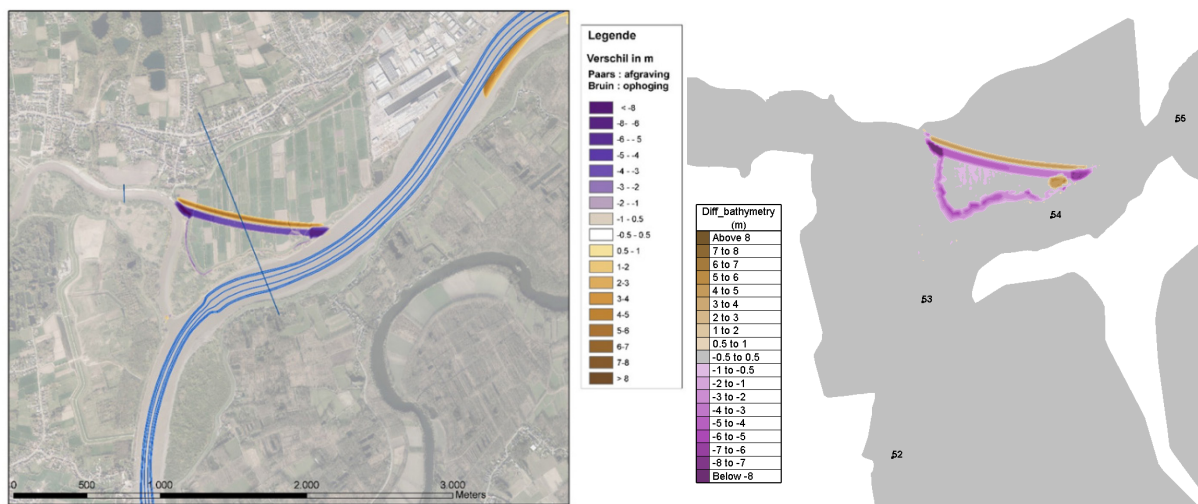 0
500
1 000
2.000
3.000
Meters
Legende
Verschil in m
Paars : afgraving
Bruin : ophoging
< -8
-8- -6
-6 - -5
-5 - -4
-4 - -3
-3 - -2
-2 - -1
-1 - 0.5
-0.5 - 0.5
0.5 - 1
1-2
2-3
3-4
4-5
5-6
6-7
7-8
> 8
Diff_bathymetry
(m)
Above 8
7 to 8
6 to 7
5 to 6
4 to 5
3 to 4
2 to 3
1 to 2
0.5 to 1
-0.5 to 0.5
-1 to -0.5
-2 to -1
-3 to -2
-4 to -3
-5 to -4
-6 to -5
-7 to -6
-8 to -7
Below -8
55
54
53
52